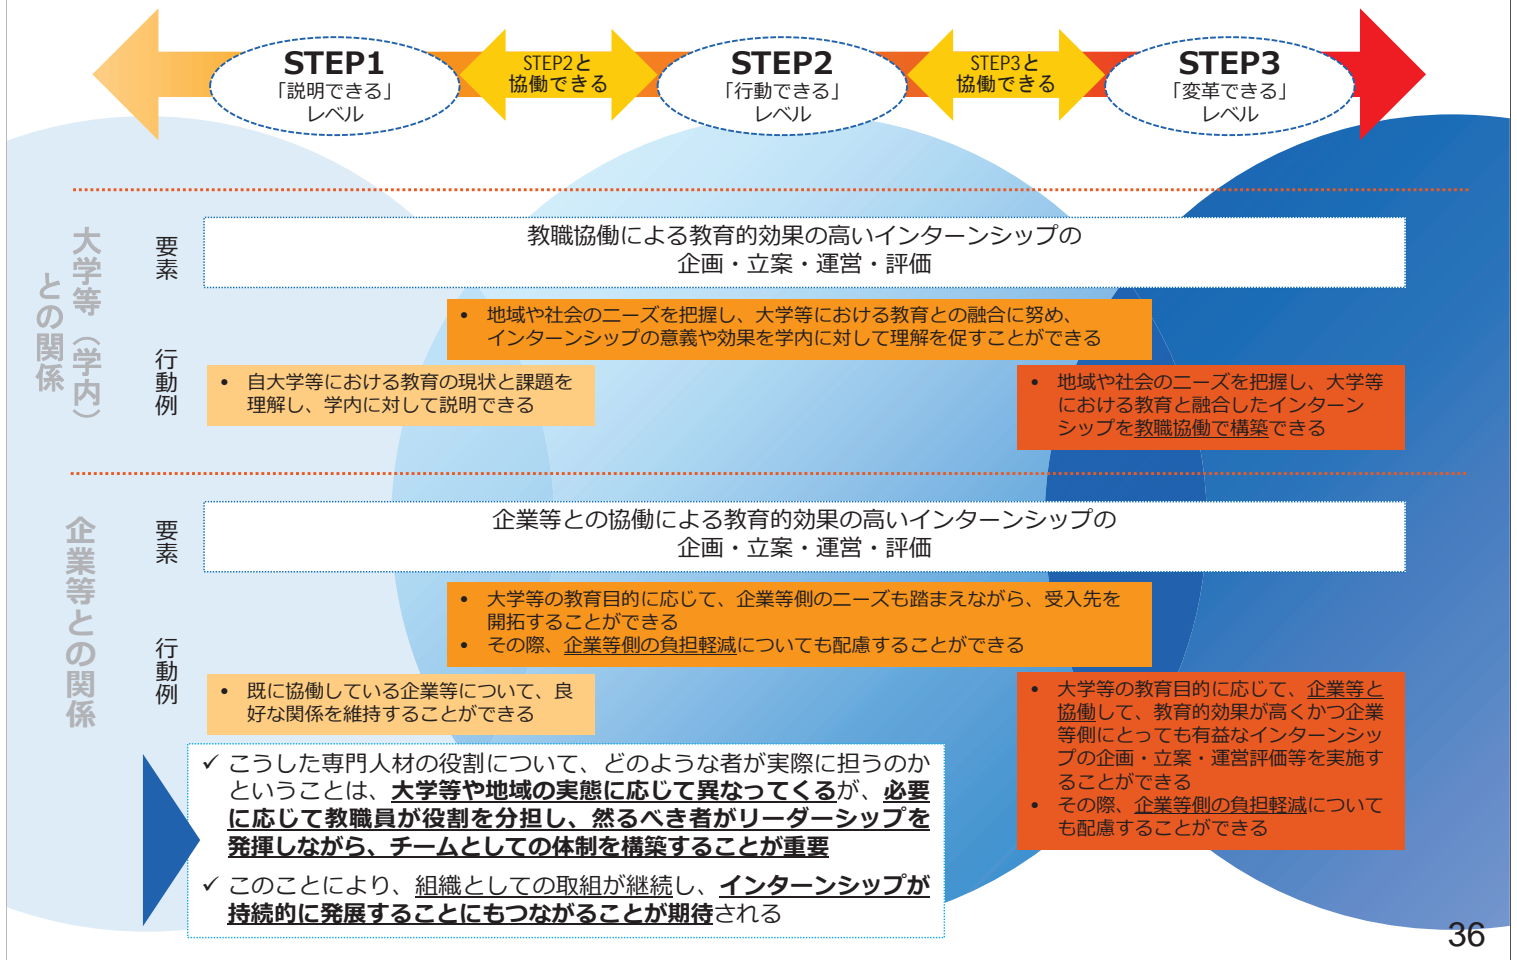 STEP1
「説明できる」
レベル
STEP2と
協働できる
STEP2
「行動できる」
レベル
STEP3と
協働できる
STEP3
「変革できる」
レベル
大学等（学内）
との関係
要素
教職協働による教育的効果の高いインターンシップの
企画・立案・運営・評価
行動例
• 地域や社会のニーズを把握し、大学等における教育との融合に努め、
インターンシップの意義や効果を学内に対して理解を促すことができる
• 自大学等における教育の現状と課題を
理解し、学内に対して説明できる
• 地域や社会のニーズを把握し、大学等
における教育と融合したインターン
シップを教職協働で構築できる
企業等との関係
要素
企業等との協働による教育的効果の高いインターンシップの
企画・立案・運営・評価
行動例
• 大学等の教育目的に応じて、企業等側のニーズも踏まえながら、受入先を
開拓することができる
• その際、企業等側の負担軽減についても配慮することができる
• 既に協働している企業等について、良
好な関係を維持することができる
• 大学等の教育目的に応じて、企業等と
協働して、教育的効果が高くかつ企業
等側にとっても有益なインターンシッ
プの企画・立案・運営評価等を実施す
ることができる
• その際、企業等側の負担軽減について
も配慮することができる
✓ こうした専門人材の役割について、どのような者が実際に担うのか
ということは、大学等や地域の実態に応じて異なってくるが、必要
に応じて教職員が役割を分担し、然るべき者がリーダーシップを
発揮しながら、チームとしての体制を構築することが重要
✓ このことにより、組織としての取組が継続し、インターンシップが
持続的に発展することにもつながることが期待される
36